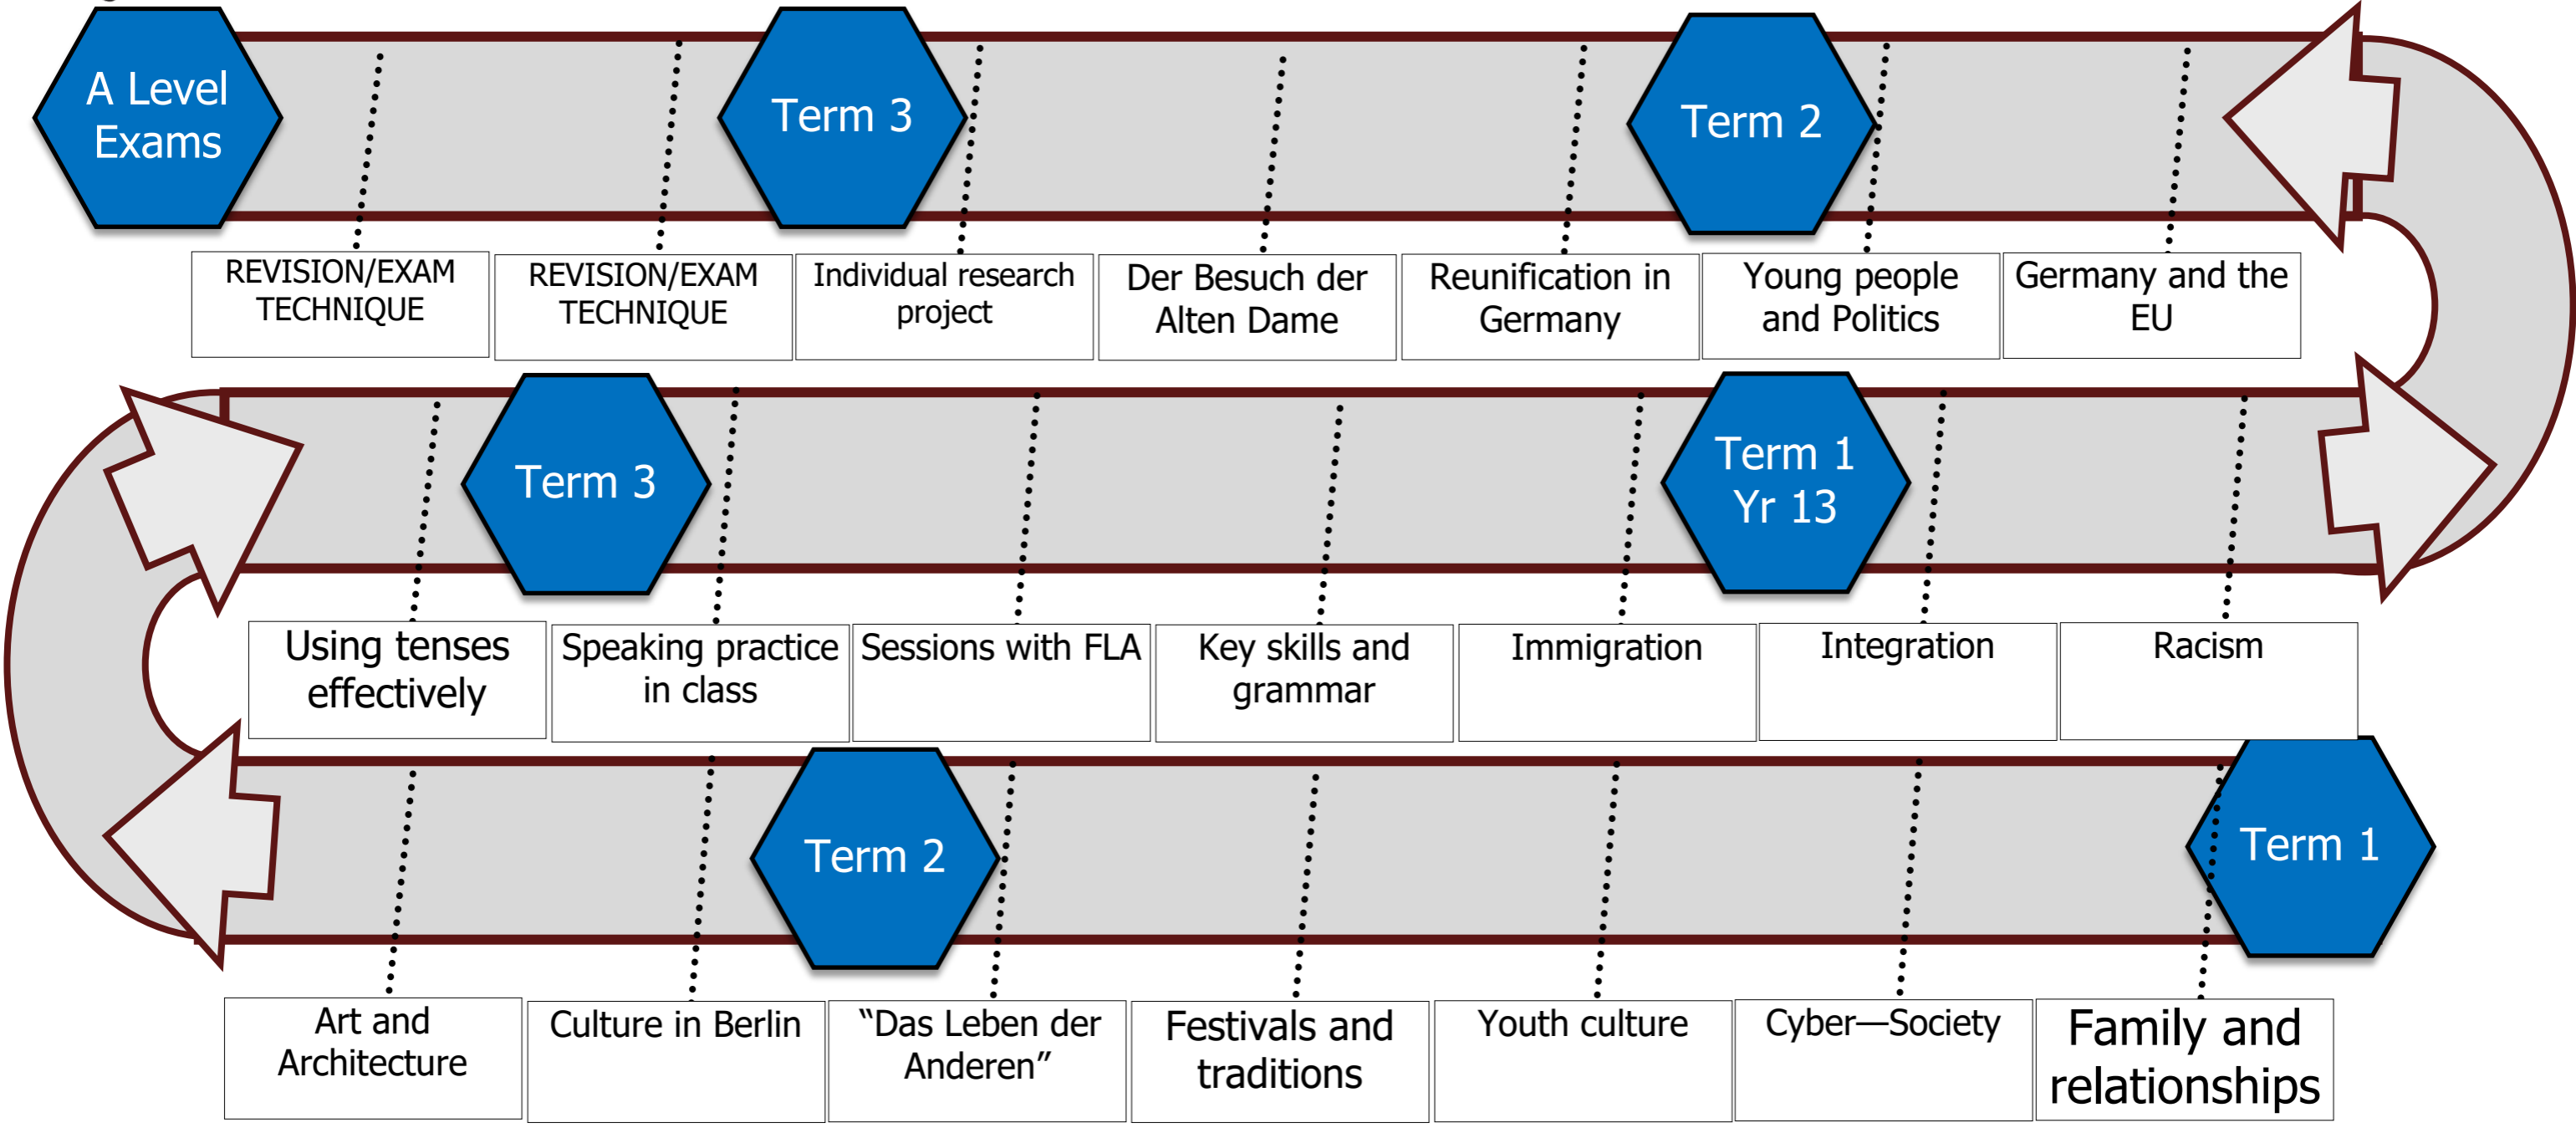 A Level
Exams
Term 3
Term 2
REVISION/EXAM
TECHNIQUE
REVISION/EXAM
TECHNIQUE
Individual research
project
Der Besuch der
Alten Dame
Reunification in
Germany
Young people
and Politics
Germany and the
EU
Term 3
Term 1
Yr 13
Using tenses
effectively
Speaking practice
in class
Sessions with FLA
Key skills and
grammar
Immigration
Integration
Racism
Term 2
Term 1
Art and
Architecture
Culture in Berlin
“Das Leben der
Anderen”
Festivals and
traditions
Youth culture
Cyber—Society
Family and
relationships